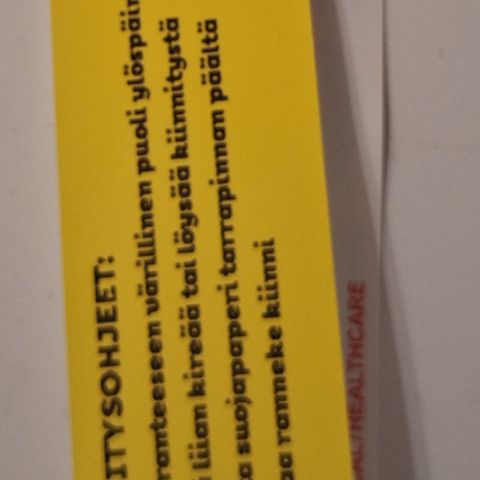 ITYSOHJEET:
ranteeseen värillinen puoli ylöspäin
liian kireää tai löysää kiinnitystä
suojapaperi tarrapinnan päältä
ranneke kiinni
HEALTHCARE